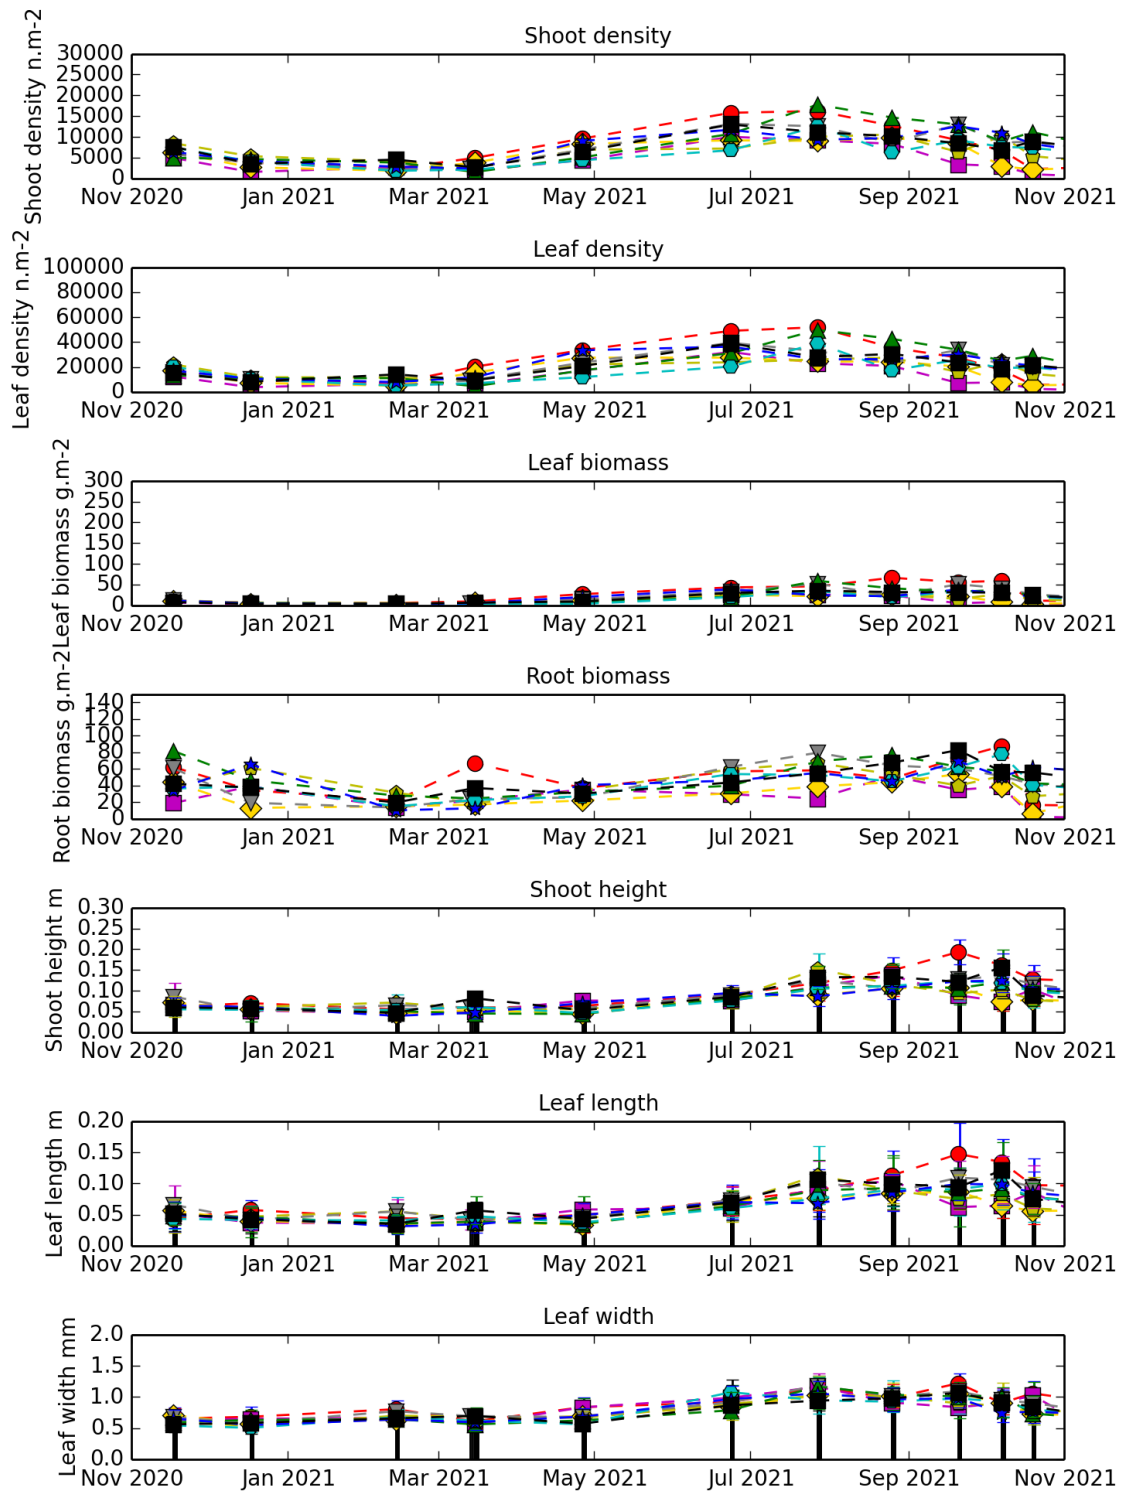 Shoot density
Shoot density n.m-2
30000
25000
20000
15000
10000
5000
0
Nov 2020 Jan 2021 Mar 2021 May 2021 Jul 2021 Sep 2021 Nov 2021
Leaf density
Leaf density n.m-2
100000
80000
60000
40000
20000
0
Nov 2020 Jan 2021 Mar 2021 May 2021 Jul 2021 Sep 2021 Nov 2021
Leaf biomass
Leaf biomass g.m-2
300
250
200
150
100
50
0
Nov 2020 Jan 2021 Mar 2021 May 2021 Jul 2021 Sep 2021 Nov 2021
Root biomass
Root biomass g.m-2
140
120
100
80
60
40
20
0
Nov 2020 Jan 2021 Mar 2021 May 2021 Jul 2021 Sep 2021 Nov 2021
Shoot height
Shoot height m
0.30
0.25
0.20
0.15
0.10
0.05
0.00
Nov 2020 Jan 2021 Mar 2021 May 2021 Jul 2021 Sep 2021 Nov 2021
Leaf length
Leaf length m
0.20
0.15
0.10
0.05
0.00
Nov 2020 Jan 2021 Mar 2021 May 2021 Jul 2021 Sep 2021 Nov 2021
Leaf width
Leaf width mm
2.0
1.5
1.0
0.5
0.0
Nov 2020 Jan 2021 Mar 2021 May 2021 Jul 2021 Sep 2021 Nov 2021